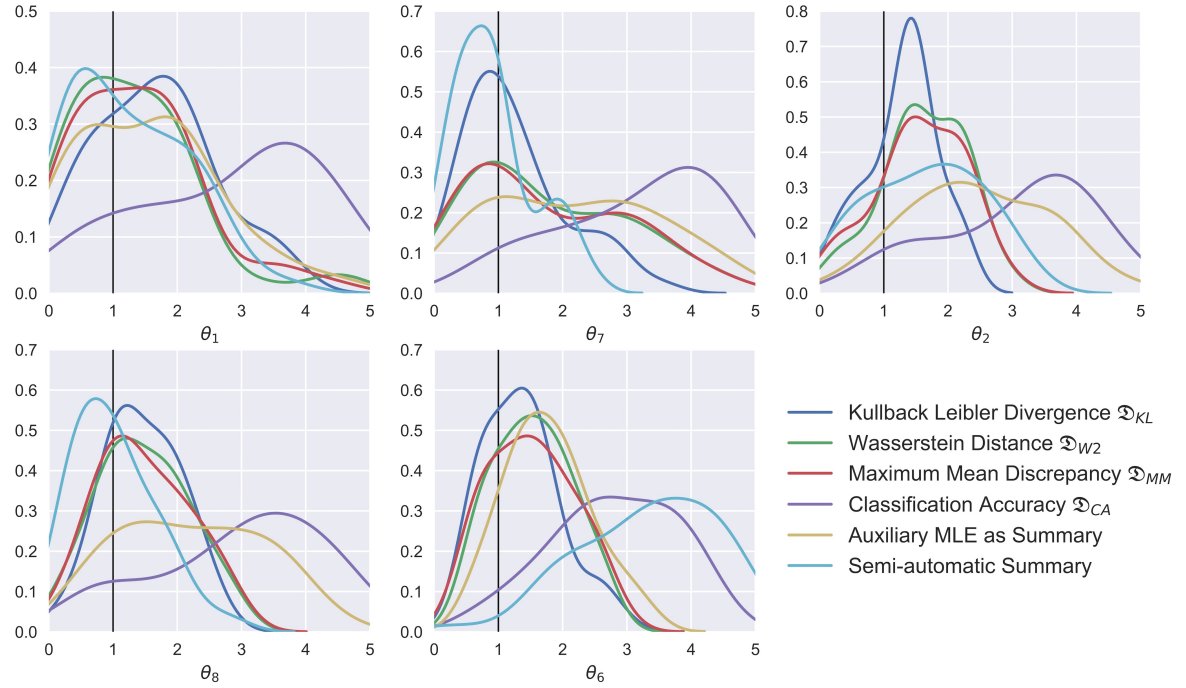 0.5
0.4
0.3
0.2
0.1
0.0
0 1 2 3 4 5
θ1
0.7
0.6
0.5
0.4
0.3
0.2
0.1
0.0
0 1 2 3 4 5
θ7
0.8
0.7
0.6
0.5
0.4
0.3
0.2
0.1
0.0
0 1 2 3 4 5
θ2
0.7
0.6
0.5
0.4
0.3
0.2
0.1
0.0
0 1 2 3 4 5
θ8
0.7
0.6
0.5
0.4
0.3
0.2
0.1
0.0
0 1 2 3 4 5
θ6
Kullback Leibler Divergence 𝔇KL
Wasserstein Distance 𝔇W2
Maximum Mean Discrepancy 𝔇MM
Classification Accuracy 𝔇CA
Auxiliary MLE as Summary
Semi-automatic Summary